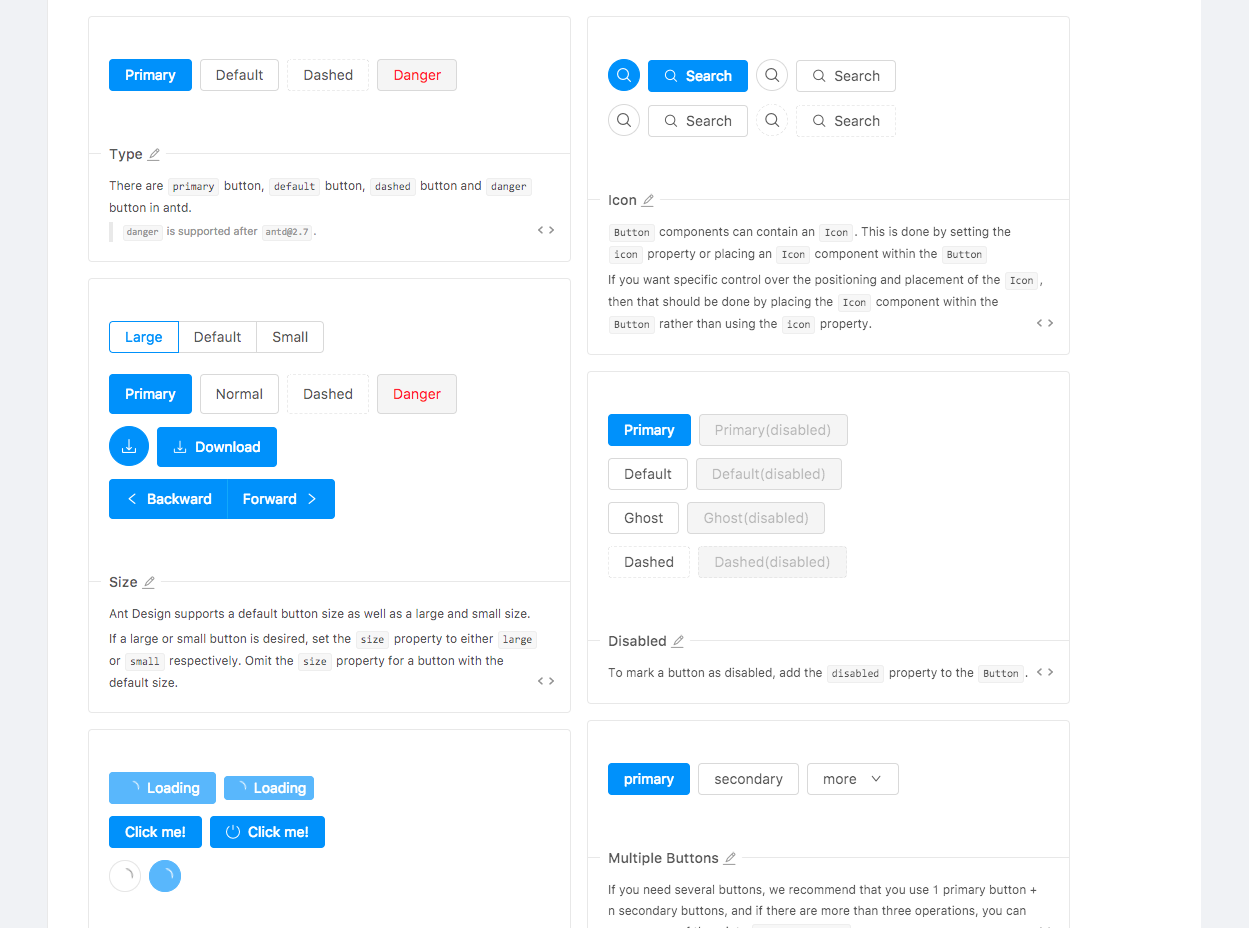 Primary Default Dashed Danger
Type
There are primary button, default button, dashed button and danger
button in antd.
danger is supported after antd@2.7 .
Large Default Small
Primary Normal Dashed Danger
Download
Backward Forward
Size
Ant Design supports a default button size as well as a large and small size.
If a large or small button is desired, set the size property to either large
or small respectively. Omit the size property for a button with the
default size.
Loading Loading
Click me! Click me!
Search Search
Search Search
Icon
Button components can contain an Icon . This is done by setting the
icon property or placing an Icon component within the Button
If you want specific control over the positioning and placement of the Icon ,
then that should be done by placing the Icon component within the
Button rather than using the icon property.
Primary Primary(disabled)
Default Default(disabled)
Ghost Ghost(disabled)
Dashed Dashed(disabled)
Disabled
To mark a button as disabled, add the disabled property to the Button .
primary secondary more
Multiple Buttons
If you need several buttons, we recommend that you use 1 primary button +
n secondary buttons, and if there are more than three operations, you can